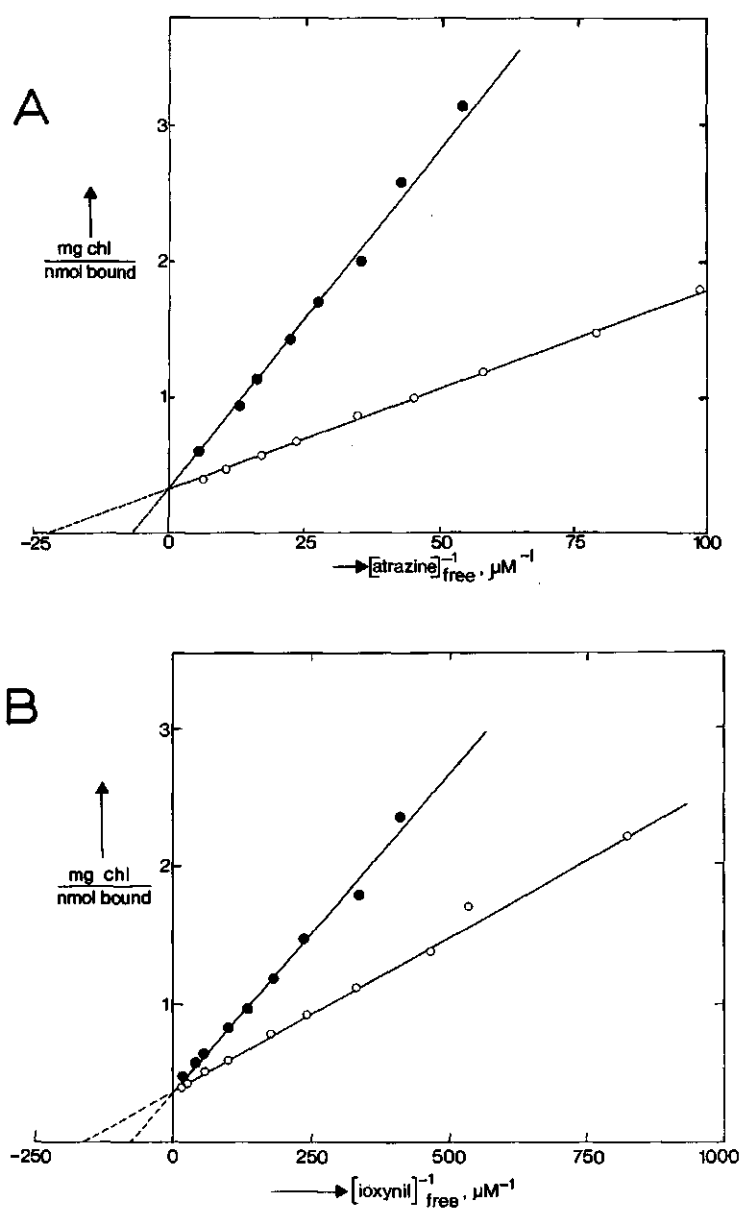 A
3
2
1
mg chl
nmol bound
-25 0 25 50 75 100
[atrazine]⁻¹free, μM⁻¹
B
3
2
1
mg chl
nmol bound
-250 0 250 500 750 1000
[ioxynil]⁻¹free, μM⁻¹